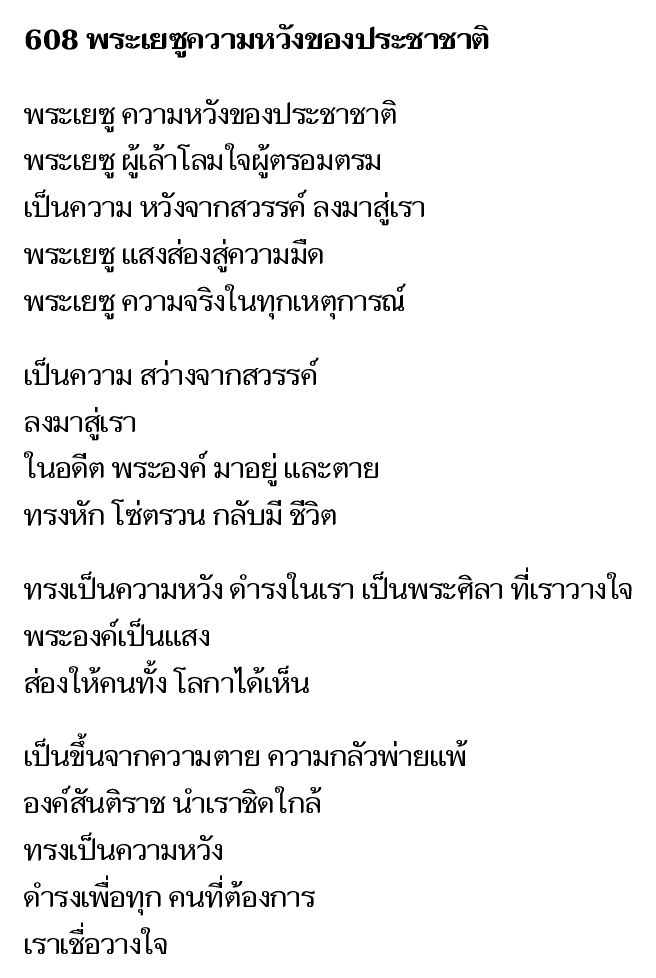 608 พระเยซูความหวังของประชาชาติ
พระเยซู ความหวังของประชาชาติ
พระเยซู ผู้เล้าโลมใจผู้ตรอมตรม
เป็นความ หวังจากสวรรค์ ลงมาสู่เรา
พระเยซู แสงส่องสู่ความมืด
พระเยซู ความจริงในทุกเหตุการณ์
เป็นความ สว่างจากสวรรค์
ลงมาสู่เรา
ในอดีต พระองค์ มาอยู่ และตาย
ทรงหัก โซ่ตรวน กลับมี ชีวิต
ทรงเป็นความหวัง ดำรงในเรา เป็นพระศิลา ที่เราวางใจ
พระองค์เป็นแสง
ส่องให้คนทั้ง โลกาได้เห็น
เป็นขึ้นจากความตาย ความกลัวพ่ายแพ้
องค์สันติราช นำเราชิดใกล้
ทรงเป็นความหวัง
ดำรงเพื่อทุก คนที่ต้องการ
เราเชื่อวางใจ